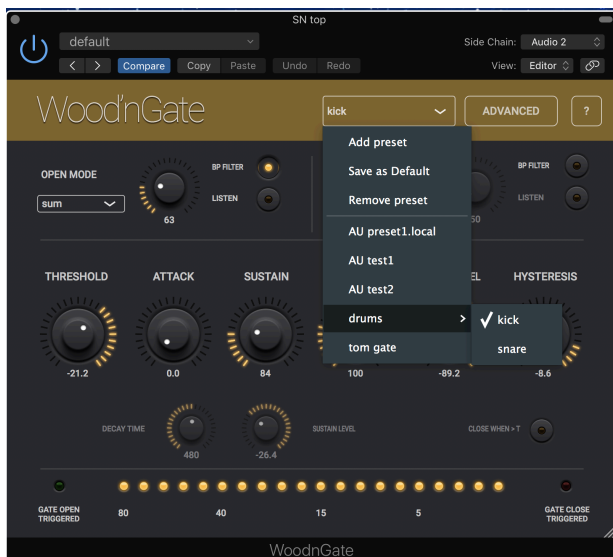 SN top
default
Side Chain: Audio 2
Compare Copy Paste Undo Redo
View: Editor
Wood'nGate
kick
ADVANCED
?
Add preset
Save as Default
Remove preset
AU preset1.local
AU test1
AU test2
drums
tom gate
kick
snare
OPEN MODE
sum
63
BP FILTER
LISTEN
BP FILTER
LISTEN
THRESHOLD ATTACK SUSTAIN
HYSTERESIS
-21.2 0.0 84 100 -89.2 -8.6
DECAY TIME
480
-26.4
SUSTAIN LEVEL
CLOSE WHEN > T
GATE OPEN
TRIGGERED
80 40 15 5
GATE CLOSE
TRIGGERED
WoodnGate